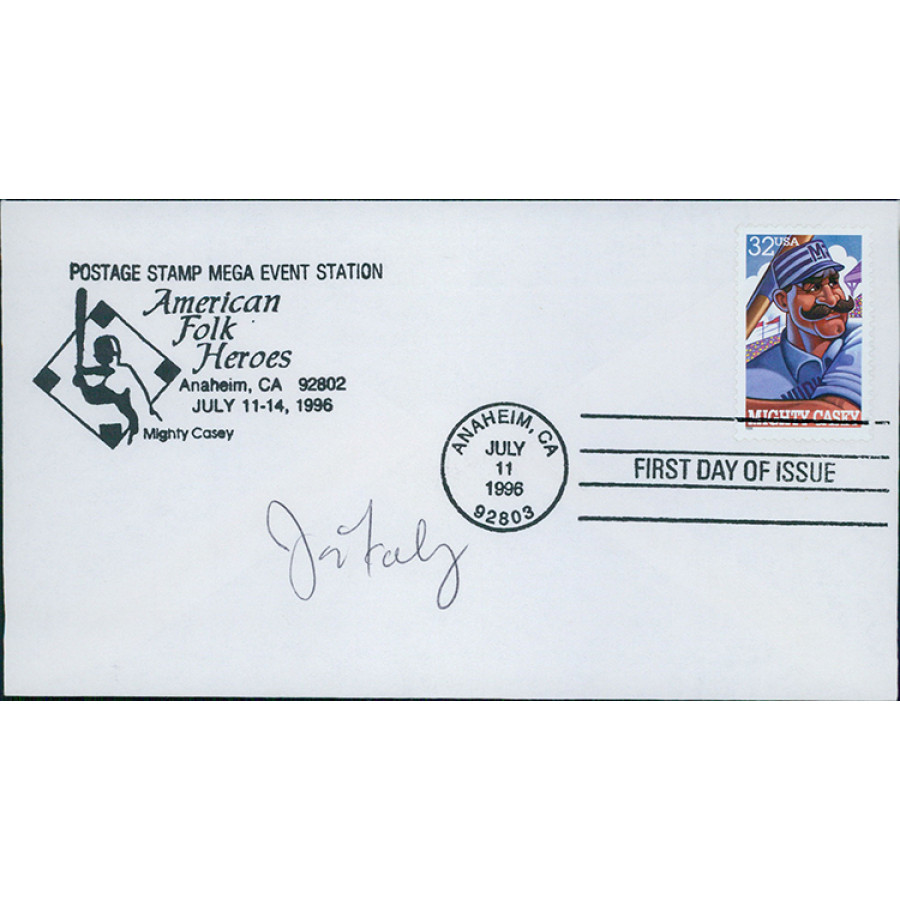 POSTAGE STAMP MEGA EVENT STATION
American
Folk
Heroes
Anaheim, CA 92802
JULY 11-14, 1996
Mighty Casey
32USA
M
MIGHTY CASEY
ANAHEIM, CA
JULY
11
1996
92803
FIRST DAY OF ISSUE